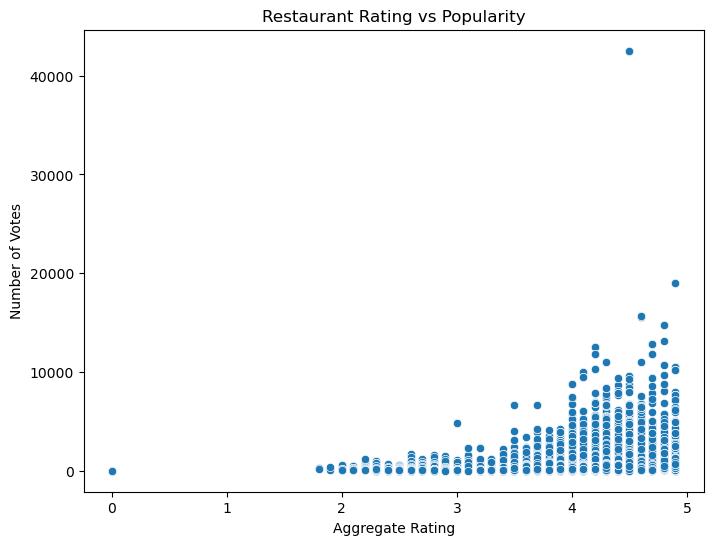 Restaurant Rating vs Popularity
Number of Votes
40000
30000
20000
10000
0
0 1 2 3 4 5
Aggregate Rating